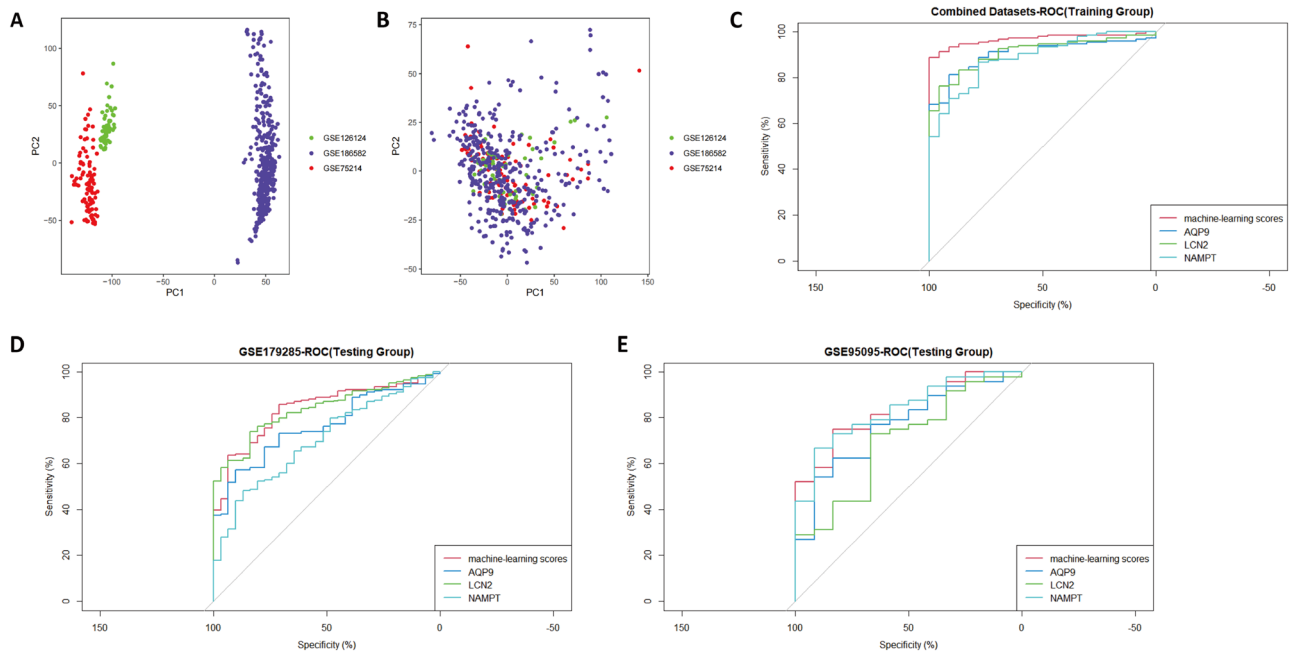 A
100
50
0
−50
PC2
−100
−50
0
50
PC1
GSE126124
GSE186582
GSE75214
B
75
50
25
0
−25
−50
PC2
−50
0
50
100
150
PC1
GSE126124
GSE186582
GSE75214
C
Combined Datasets-ROC(Training Group)
Sensitivity (%)
100
80
60
40
20
0
150
100
50
0
-50
Specificity (%)
machine-learning scores
AQP9
LCN2
NAMPT
D
GSE179285-ROC(Testing Group)
Sensitivity (%)
100
80
60
40
20
0
150
100
50
0
-50
Specificity (%)
machine-learning scores
AQP9
LCN2
NAMPT
E
GSE95095-ROC(Testing Group)
Sensitivity (%)
100
80
60
40
20
0
150
100
50
0
-50
Specificity (%)
machine-learning scores
AQP9
LCN2
NAMPT